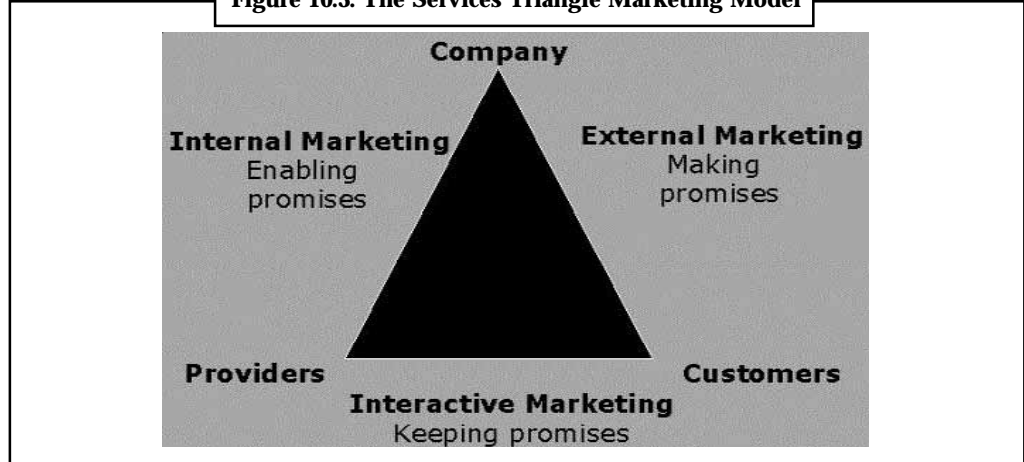 Figure 10.3. The Services Triangle Marketing Model
Company
Internal Marketing
Enabling
promises
External Marketing
Making
promises
Providers
Customers
Interactive Marketing
Keeping promises